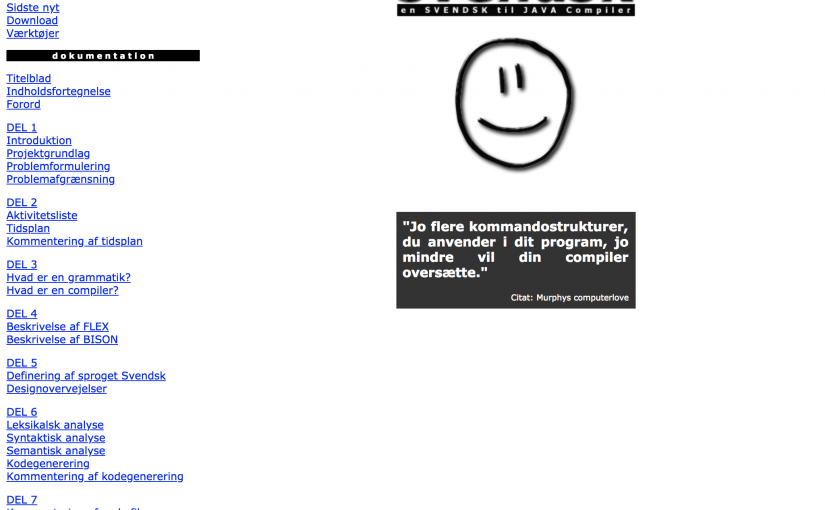 Sidste nyt
Download
Værktøjer
dokumentation
Titelblad
Indholdsfortegnelse
Forord
DEL 1
Introduktion
Projektgrundlag
Problemformulering
Problemafgrænsning
DEL 2
Aktivitetsliste
Tidsplan
Kommentering af tidsplan
DEL 3
Hvad er en grammatik?
Hvad er en compiler?
DEL 4
Beskrivelse af FLEX
Beskrivelse af BISON
DEL 5
Definering af sproget Svendsk
Designovervejelser
DEL 6
Leksikalsk analyse
Syntaktisk analyse
Semantisk analyse
Kodegenerering
Kommentering af kodegenerering
DEL 7
en SVENDSK til JAVA Compiler
"Jo flere kommandostrukturer,
du anvender i dit program, jo
mindre vil din compiler
oversætte."
Citat: Murphys computerlove